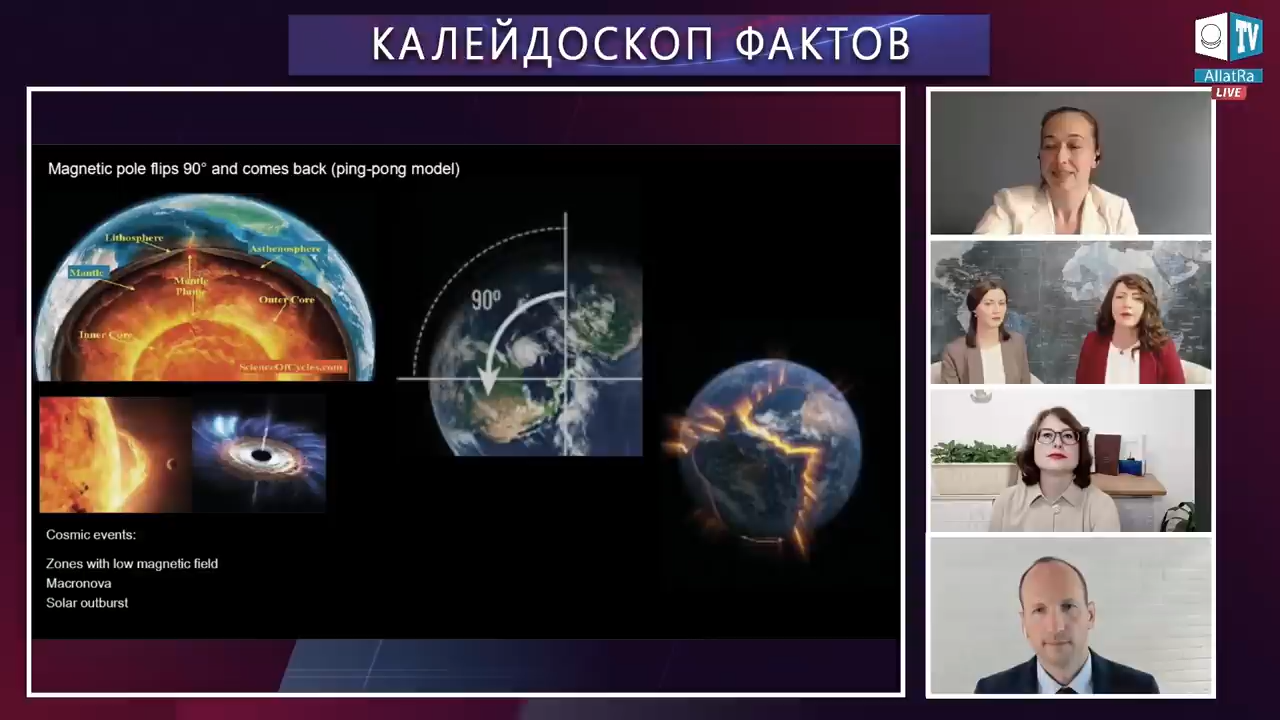 КАЛЕЙДОСКОП ФАКТОВ
TV
AllatRa
LIVE
Magnetic pole flips 90° and comes back (ping-pong model)
Lithosphere
Asthenosphere
Mantle
Mantle
Plume
Outer Core
Inner Core
ScienceOfCycles.com
90º
Cosmic events:
Zones with low magnetic field
Macronova
Solar outburst